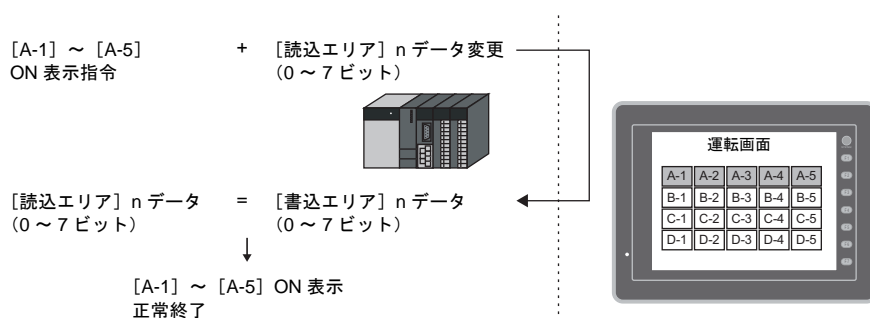 ［A-1］～［A-5］ + ［読込エリア］n データ変更
ON 表示指令 （0 ～ 7 ビット）
［読込エリア］n データ = ［書込エリア］n データ
（0 ～ 7 ビット） （0 ～ 7 ビット）
［A-1］～［A-5］ON 表示
正常終了
運転画面
A-1 A-2 A-3 A-4 A-5
B-1 B-2 B-3 B-4 B-5
C-1 C-2 C-3 C-4 C-5
D-1 D-2 D-3 D-4 D-5